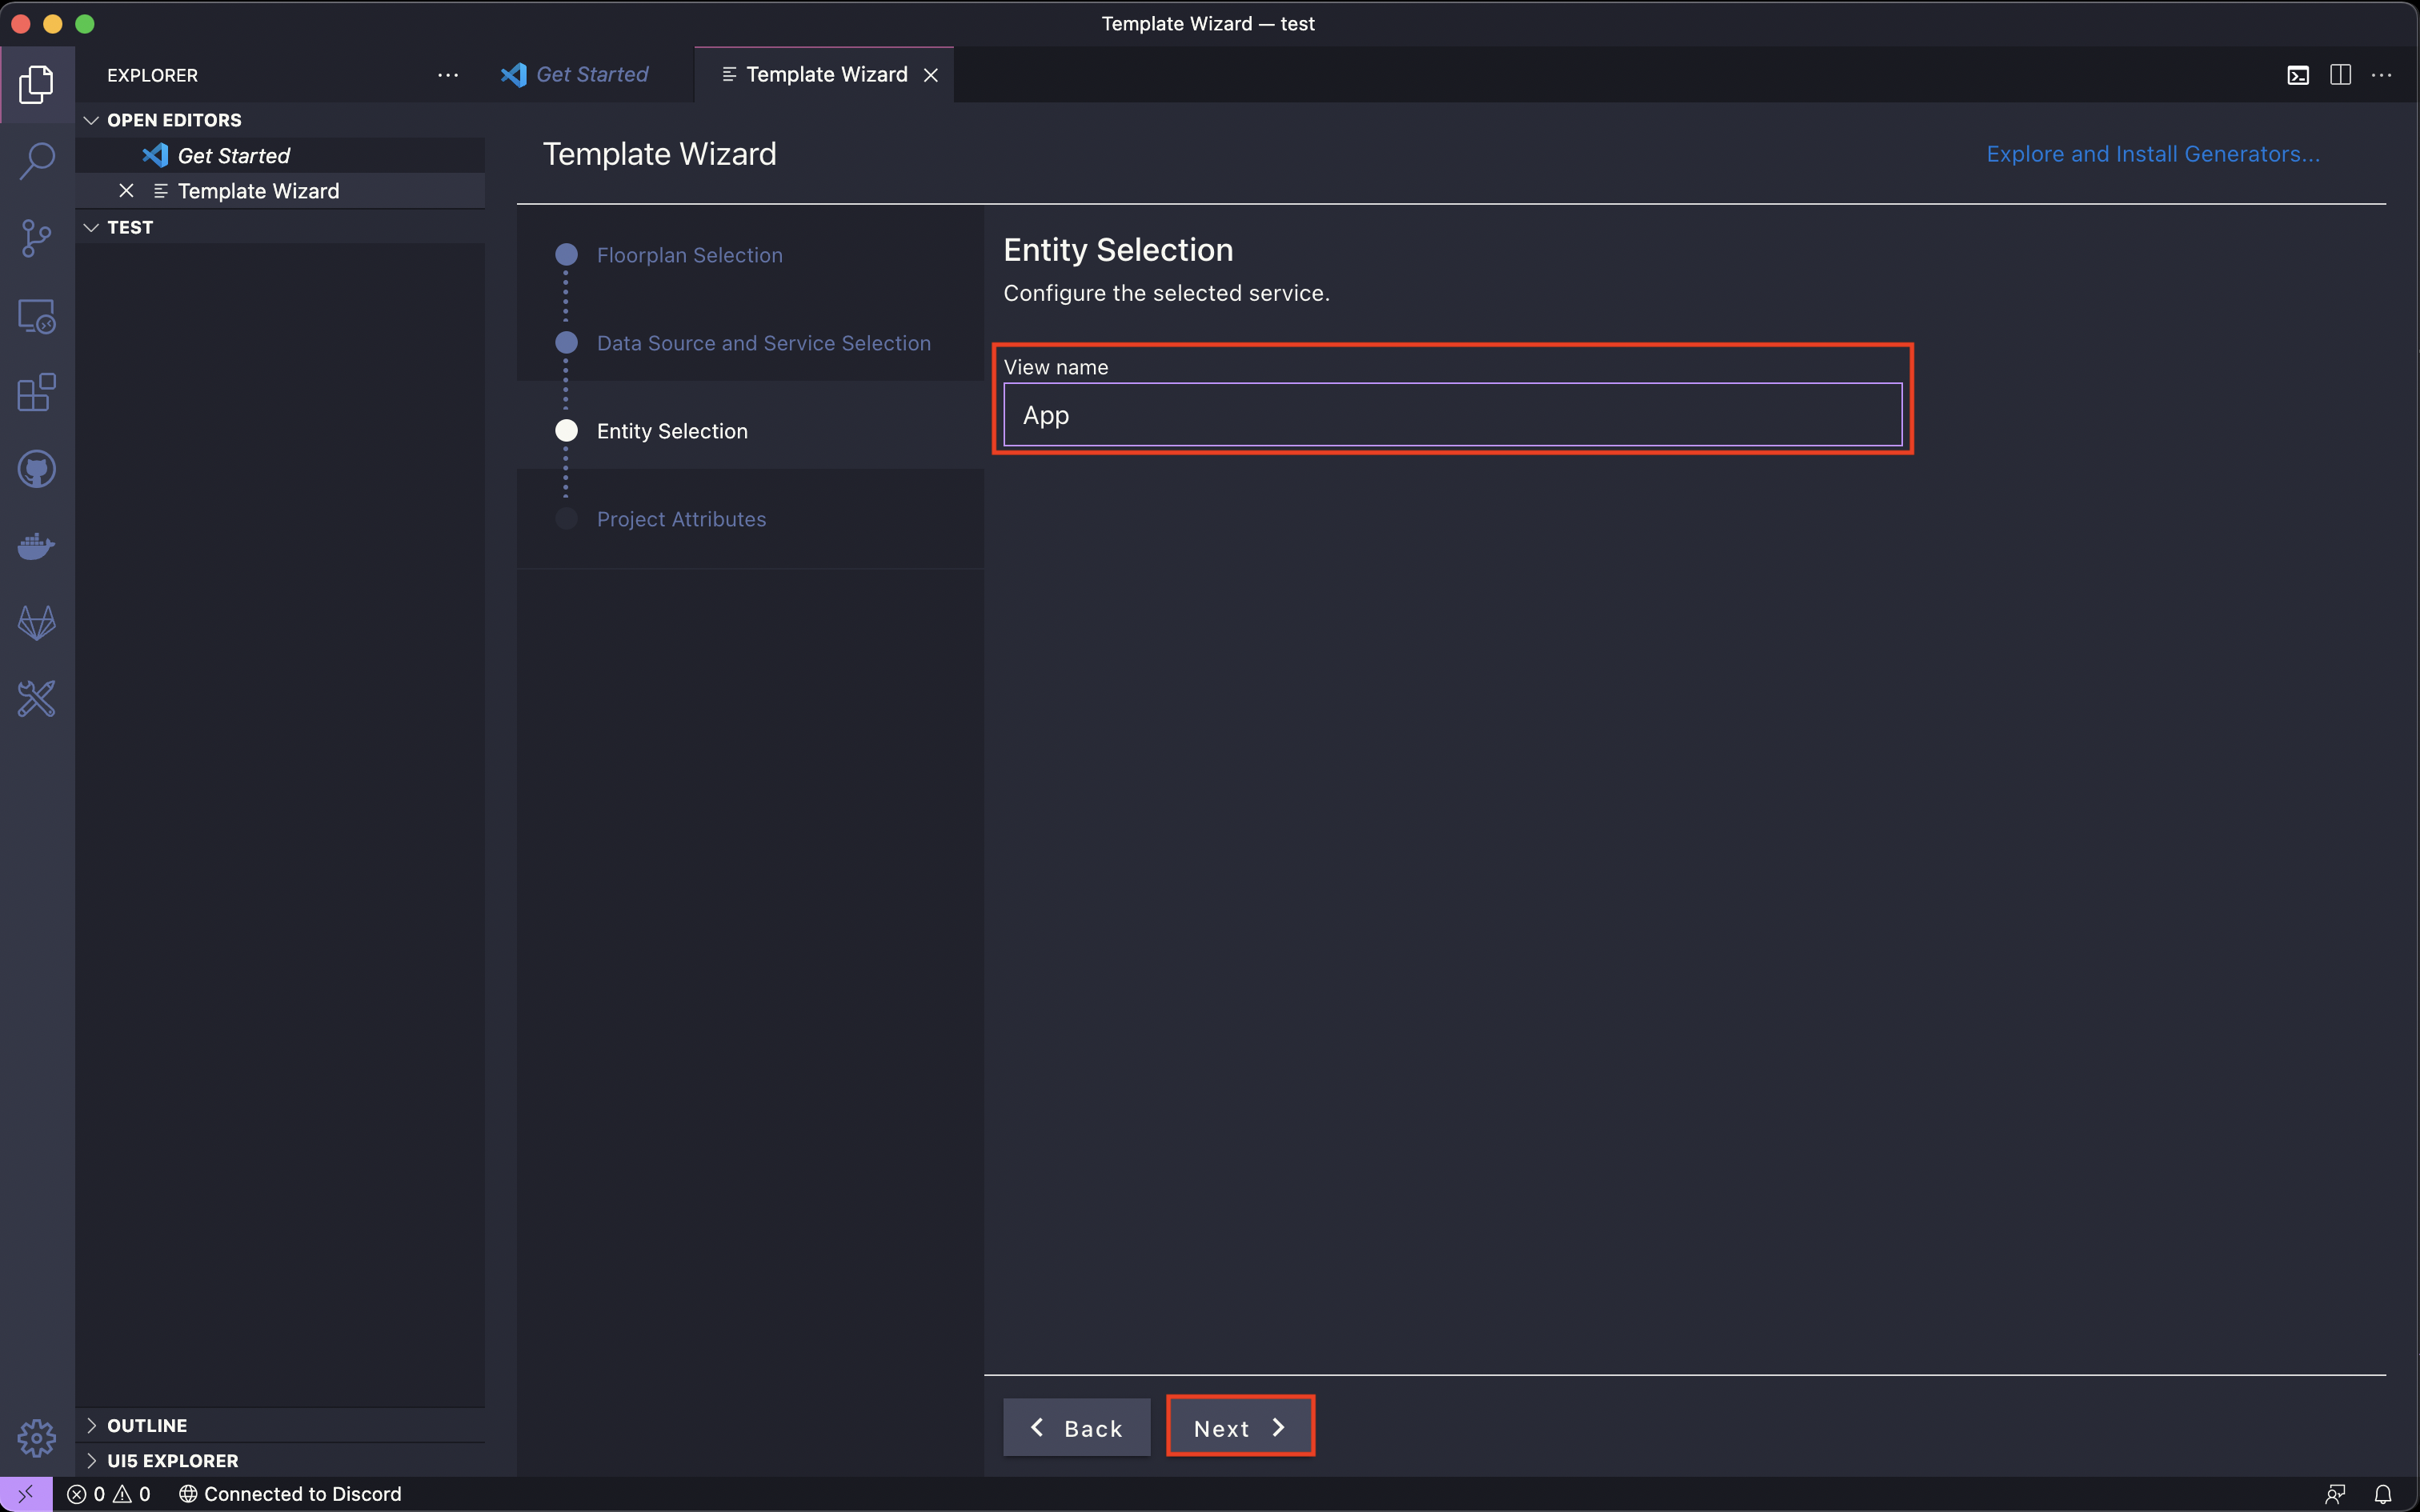 Template Wizard — test
EXPLORER
Get Started
Template Wizard
OPEN EDITORS
Get Started
Template Wizard
TEST
Template Wizard
Explore and Install Generators...
Floorplan Selection
Data Source and Service Selection
Entity Selection
Project Attributes
Entity Selection
Configure the selected service.
View name
App
Back
Next
OUTLINE
UI5 EXPLORER
0 0 Connected to Discord